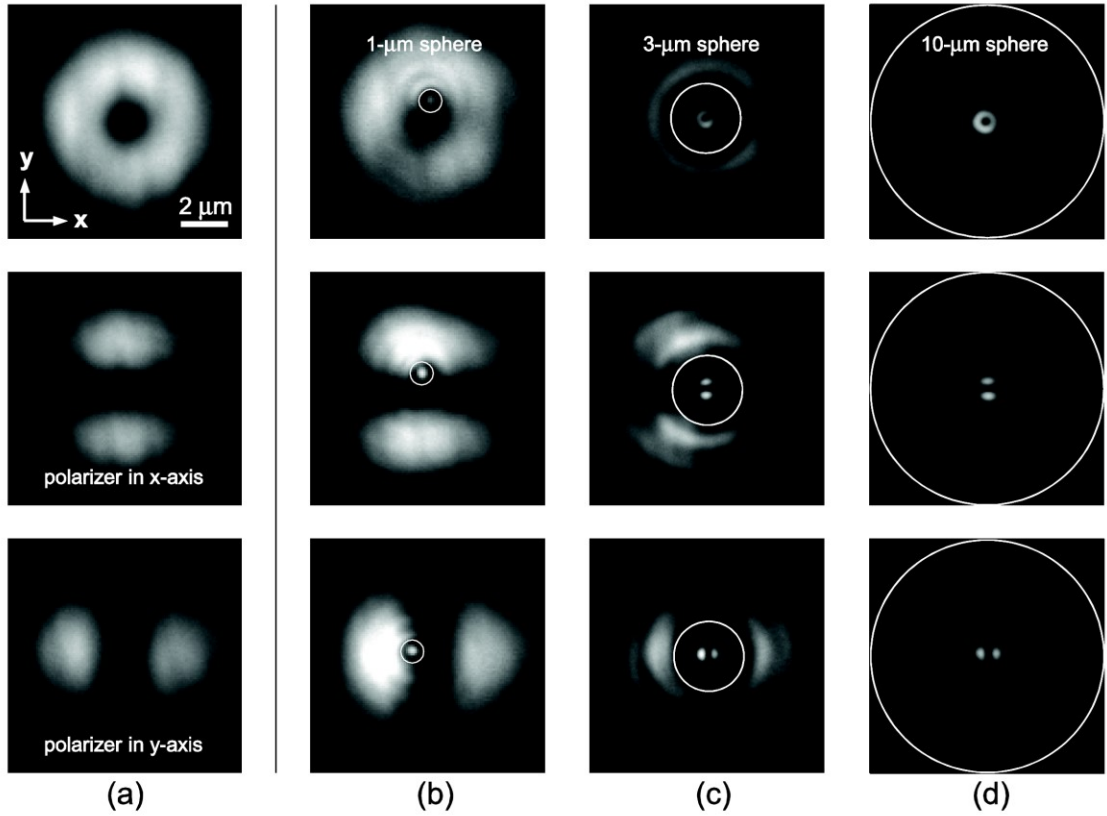 1-μm sphere
3-μm sphere
10-μm sphere
y
x
2 μm
polarizer in x-axis
polarizer in y-axis
(a)
(b)
(c)
(d)